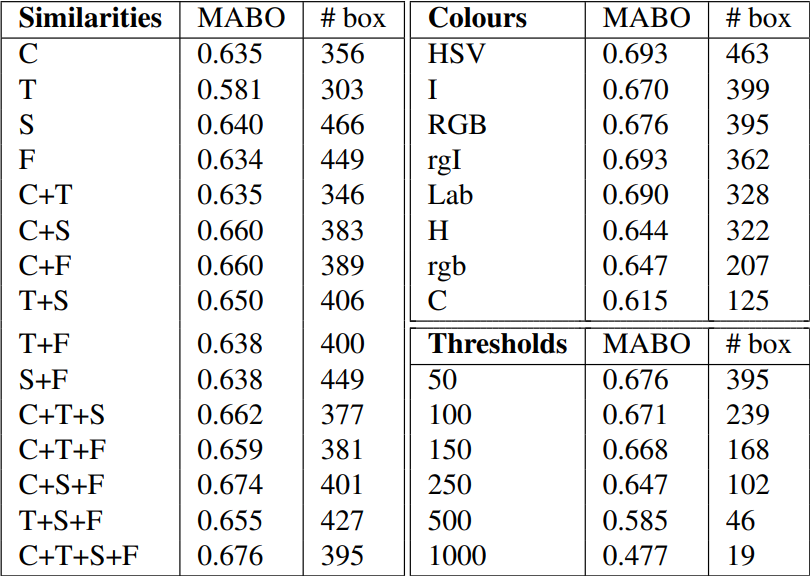 Similarities MABO # box
C 0.635 356
T 0.581 303
S 0.640 466
F 0.634 449
C+T 0.635 346
C+S 0.660 383
C+F 0.660 389
T+S 0.650 406
T+F 0.638 400
S+F 0.638 449
C+T+S 0.662 377
C+T+F 0.659 381
C+S+F 0.674 401
T+S+F 0.655 427
C+T+S+F 0.676 395
Colours MABO # box
HSV 0.693 463
I 0.670 399
RGB 0.676 395
rgI 0.693 362
Lab 0.690 328
H 0.644 322
rgb 0.647 207
C 0.615 125
Thresholds MABO # box
50 0.676 395
100 0.671 239
150 0.668 168
250 0.647 102
500 0.585 46
1000 0.477 19